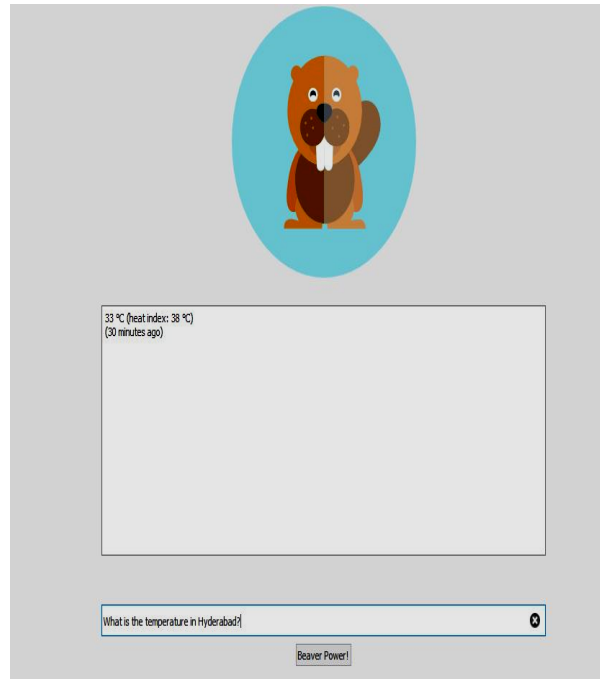 33 °C (heat index: 38 °C)
(30 minutes ago)
What is the temperature in Hyderabad?
Beaver Power!